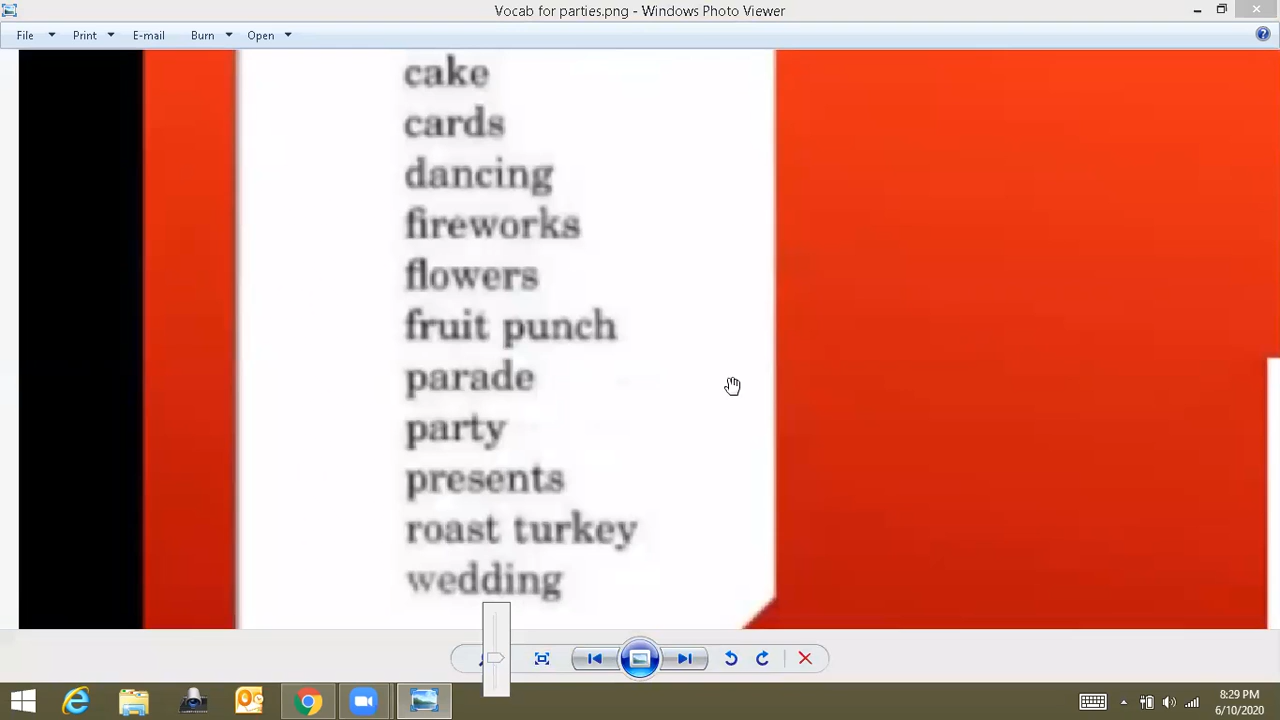 Vocab for parties.png - Windows Photo Viewer
File Print E-mail Burn Open
cake
cards
dancing
fireworks
flowers
fruit punch
parade
party
presents
roast turkey
wedding
8:29 PM
6/10/2020